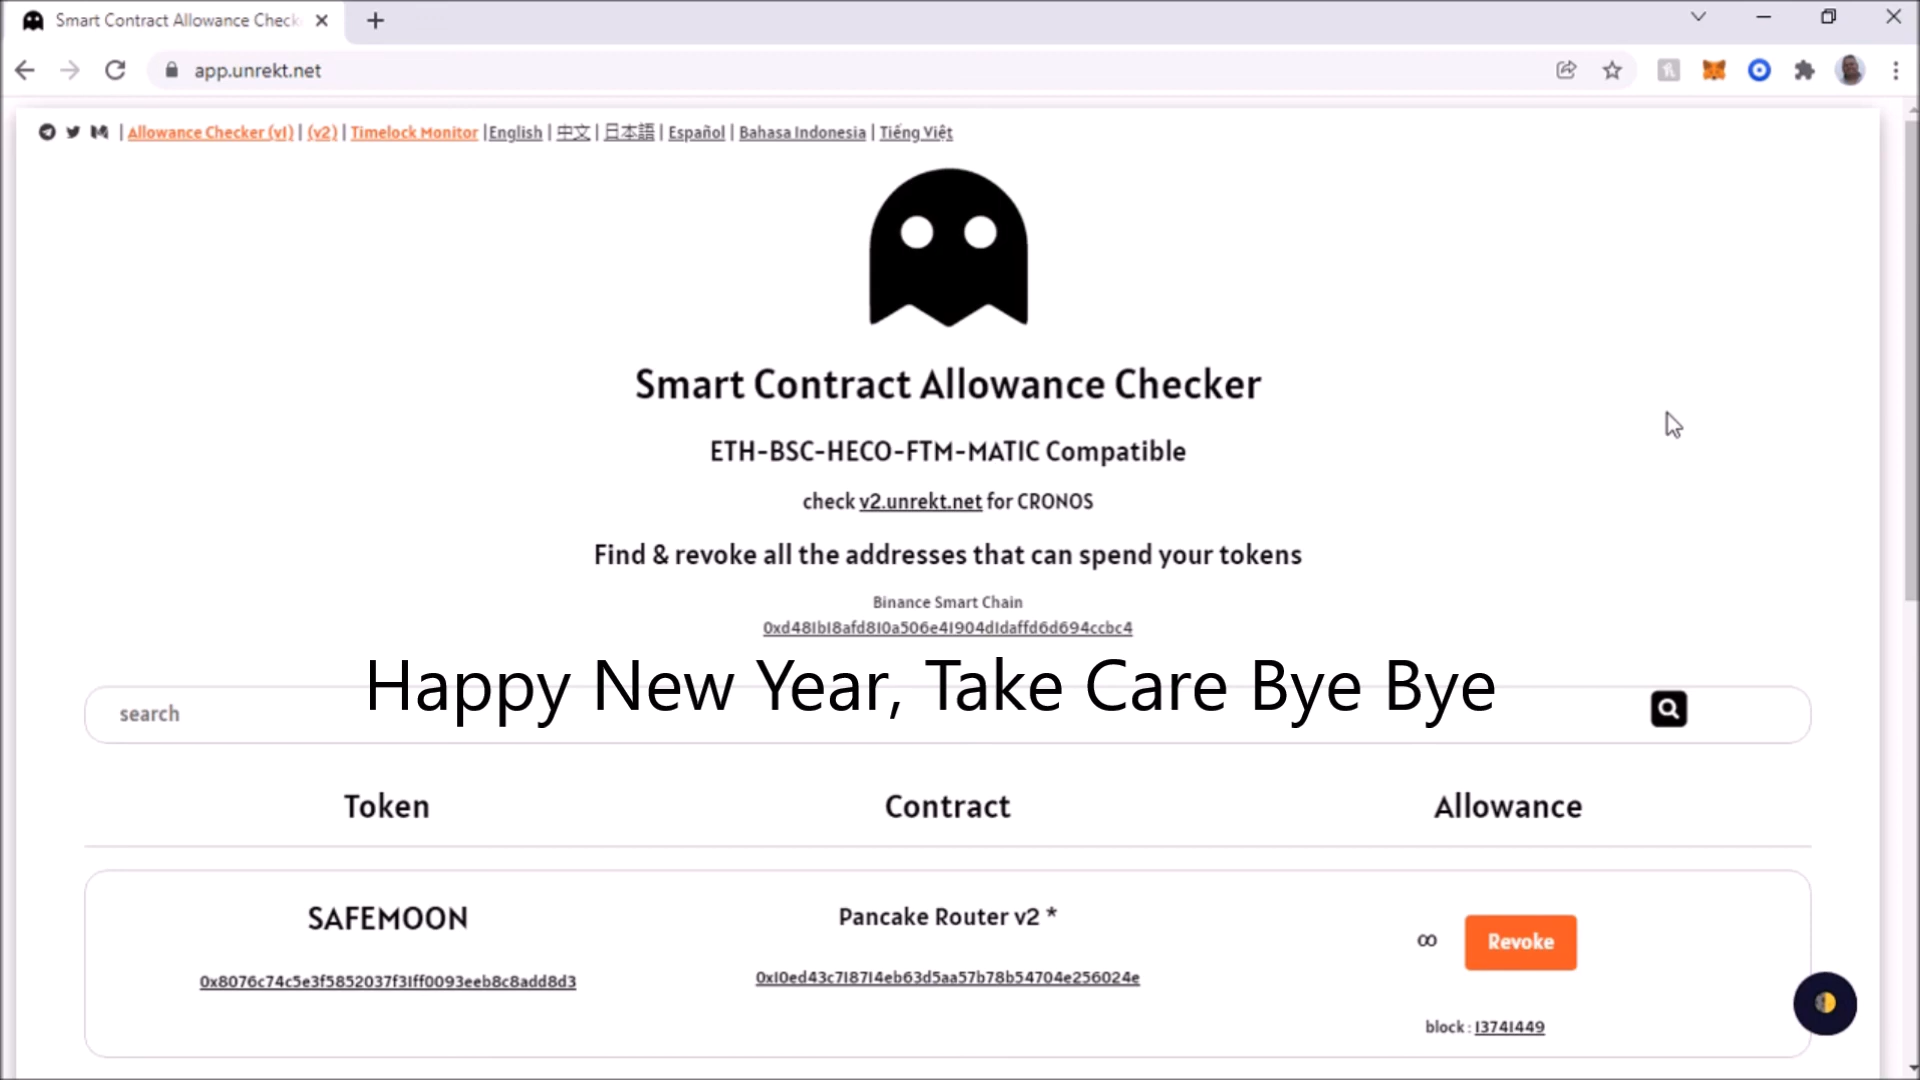 Smart Contract Allowance Check
app.unrekt.net
| Allowance Checker (v1) | (v2) | Timelock Monitor |English | 中文 | 日本語 | Español | Bahasa Indonesia | Tiếng Việt
Smart Contract Allowance Checker
ETH-BSC-HECO-FTM-MATIC Compatible
check v2.unrekt.net for CRONOS
Find & revoke all the addresses that can spend your tokens
Binance Smart Chain
0xd481b18afd810a506e41904d1daffd6d694ccbc4
Happy New Year, Take Care Bye Bye
search
Token Contract Allowance
SAFEMOON Pancake Router v2 *
∞ Revoke
0x8076c74c5e3f5852037f31ff0093eeb8c8add8d3 0x10ed43c718714eb63d5aa57b78b54704e256024e
block : 13741449